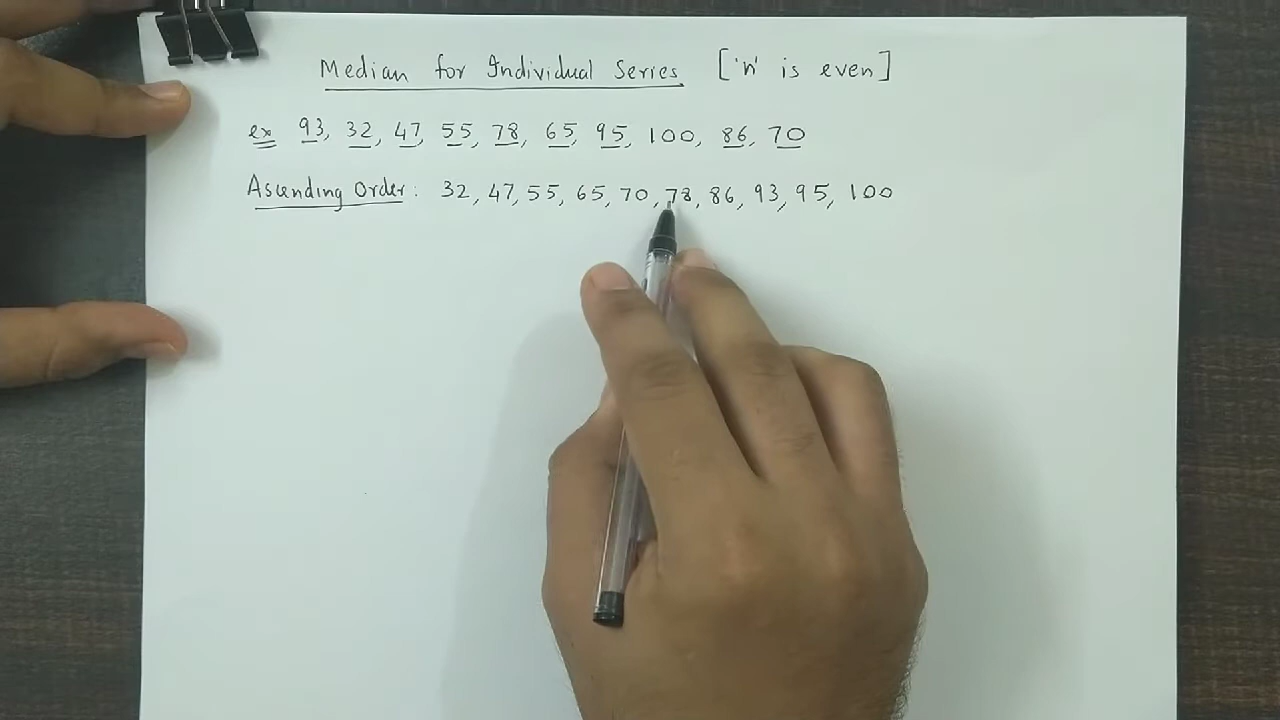 Median for Individual Series ['n' is even]
ex 93, 32, 47, 55, 78, 65, 95, 100, 86, 70
Ascending Order: 32, 47, 55, 65, 70, 78, 86, 93, 95, 100